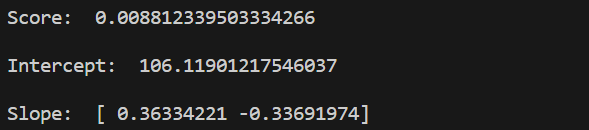 Score:  0.008812339503334266
Intercept:  106.11901217546037
Slope:  [ 0.36334221 -0.33691974]